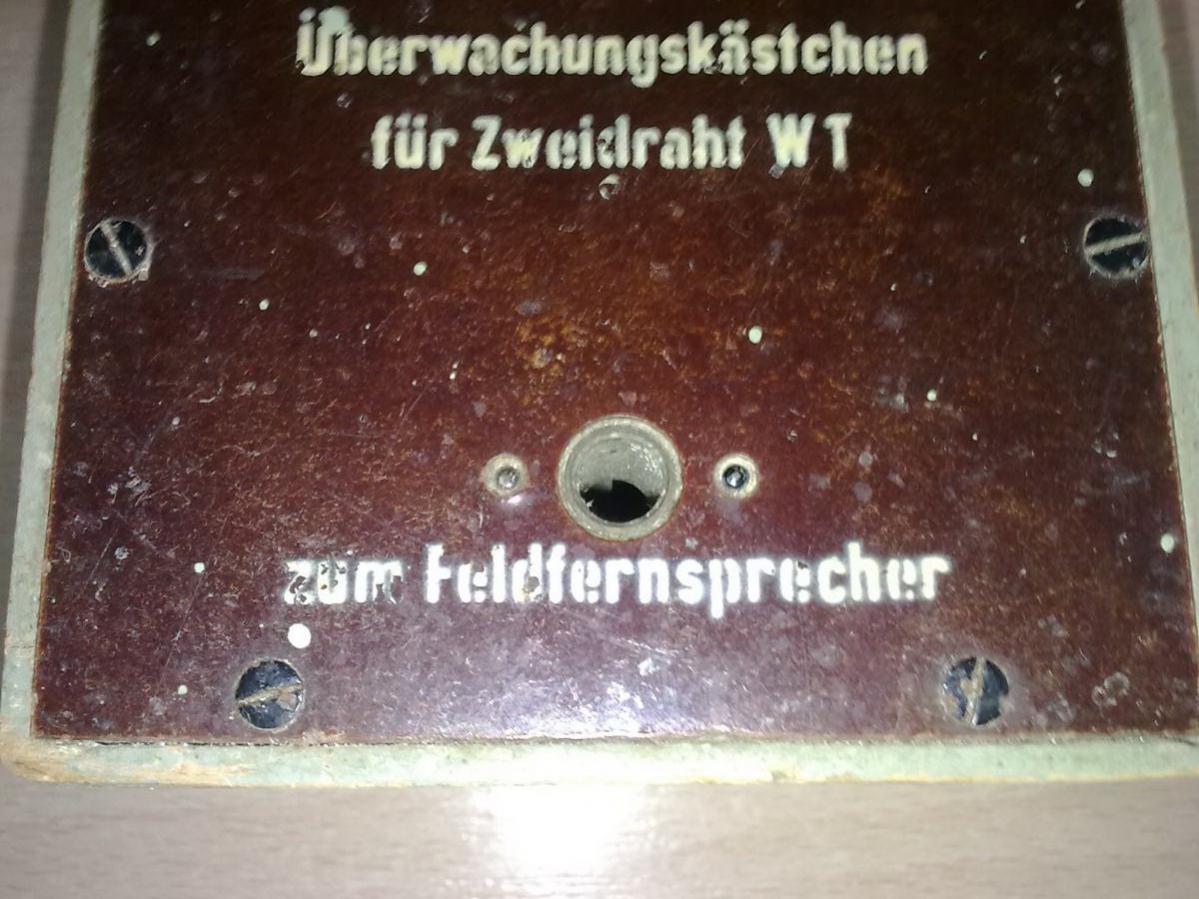 Überwachungskästchen
für Zweidraht WT
zum Feldfernsprecher